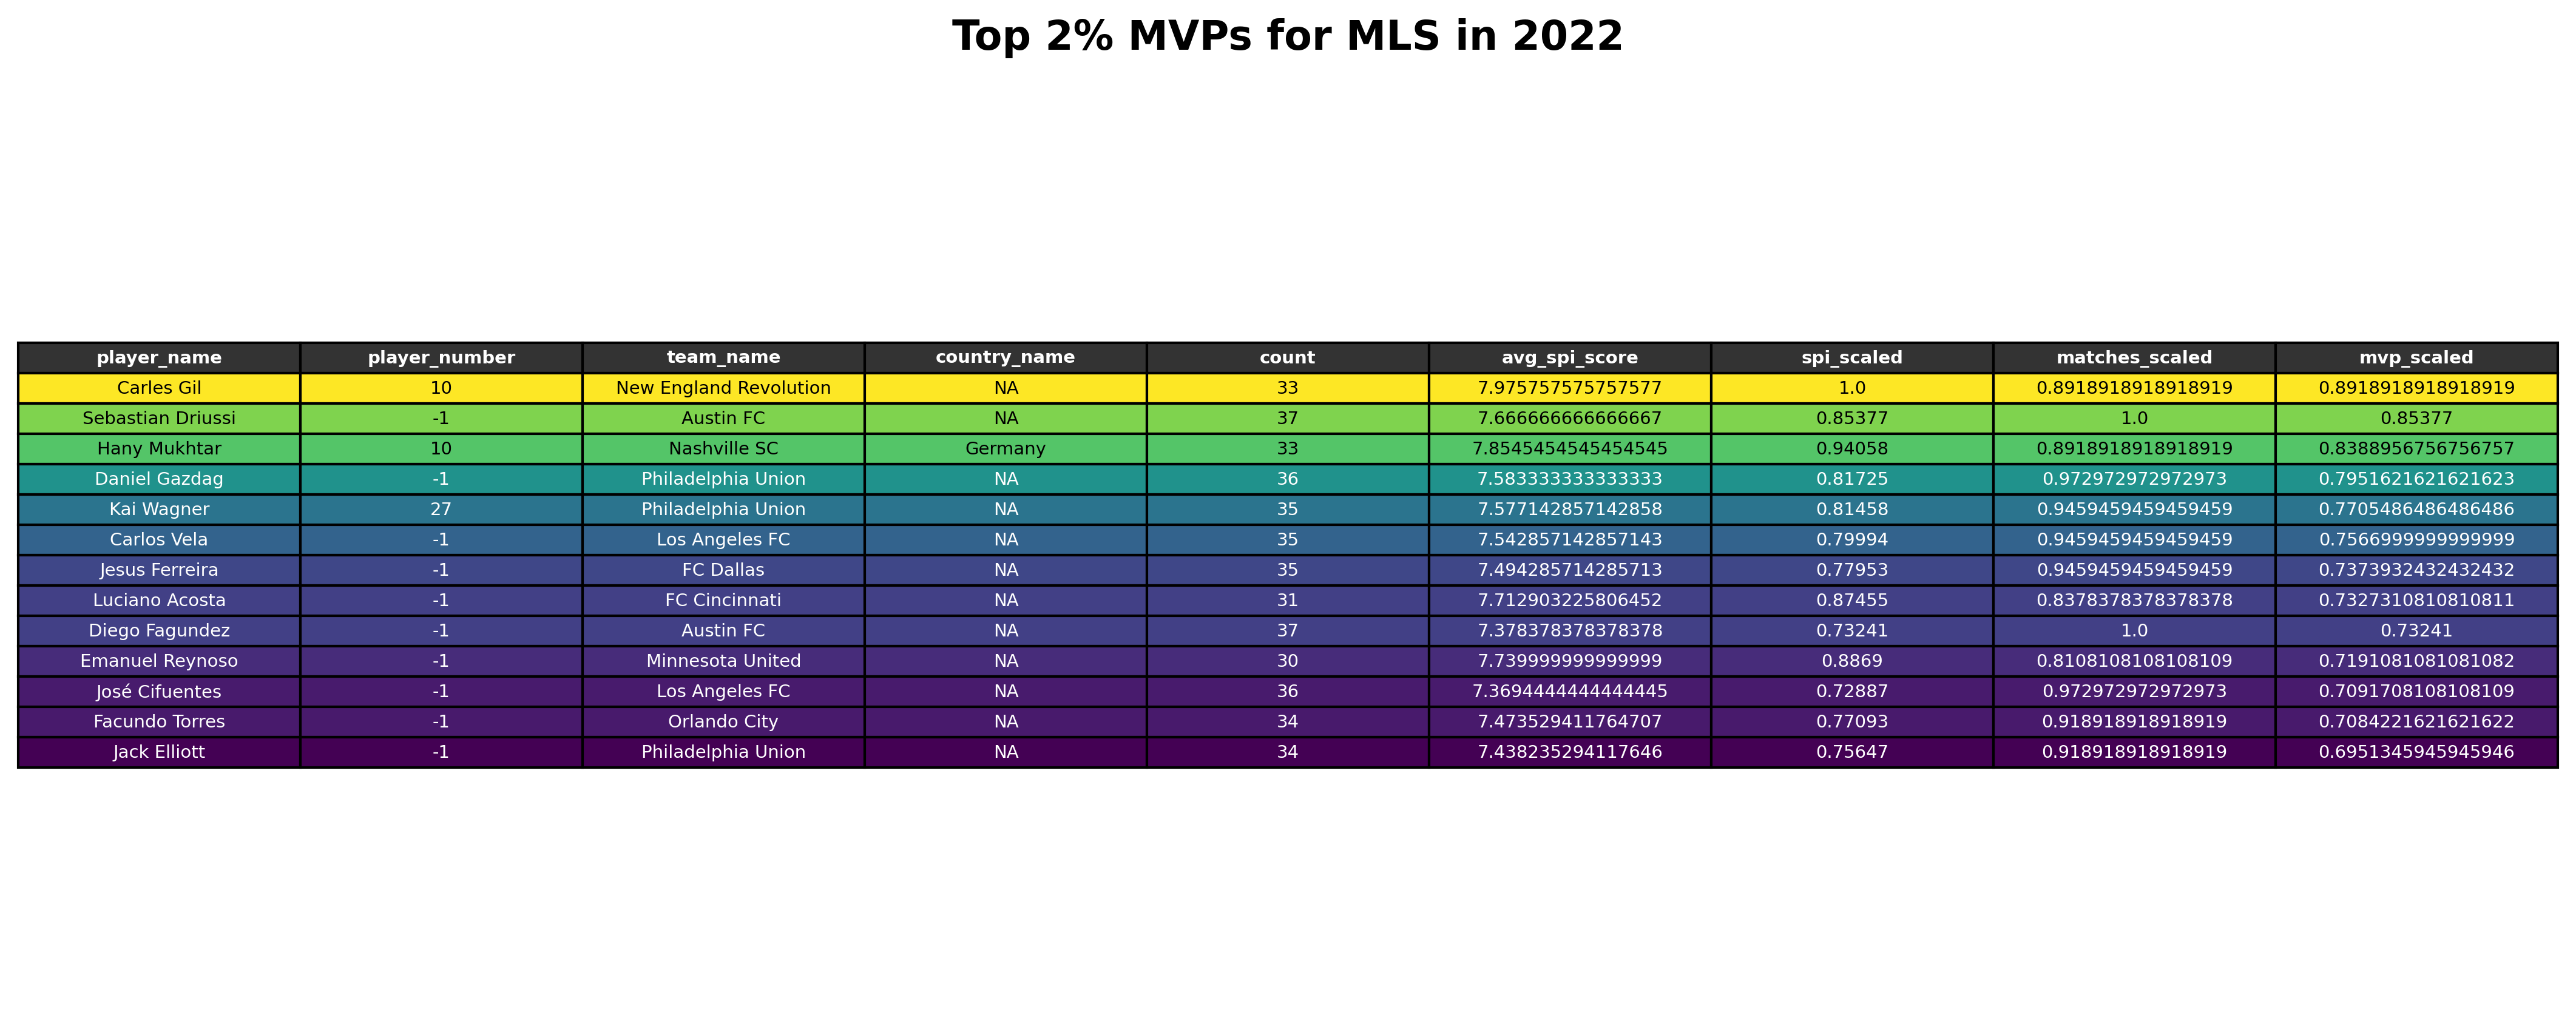 Top 2% MVPs for MLS in 2022
player_name player_number team_name country_name count avg_spi_score spi_scaled matches_scaled mvp_scaled
Carles Gil 10 New England Revolution NA 33 7.975757575757577 1.0 0.8918918918918919 0.8918918918918919
Sebastian Driussi -1 Austin FC NA 37 7.666666666666667 0.85377 1.0 0.85377
Hany Mukhtar 10 Nashville SC Germany 33 7.8545454545454545 0.94058 0.8918918918918919 0.8388956756756757
Daniel Gazdag -1 Philadelphia Union NA 36 7.583333333333333 0.81725 0.972972972972973 0.7951621621621623
Kai Wagner 27 Philadelphia Union NA 35 7.577142857142858 0.81458 0.9459459459459459 0.7705486486486486
Carlos Vela -1 Los Angeles FC NA 35 7.542857142857143 0.79994 0.9459459459459459 0.7566999999999999
Jesus Ferreira -1 FC Dallas NA 35 7.494285714285713 0.77953 0.9459459459459459 0.7373932432432432
Luciano Acosta -1 FC Cincinnati NA 31 7.712903225806452 0.87455 0.8378378378378378 0.7327310810810811
Diego Fagundez -1 Austin FC NA 37 7.378378378378378 0.73241 1.0 0.73241
Emanuel Reynoso -1 Minnesota United NA 30 7.739999999999999 0.8869 0.8108108108108109 0.7191081081081082
José Cifuentes -1 Los Angeles FC NA 36 7.3694444444444445 0.72887 0.972972972972973 0.7091708108108109
Facundo Torres -1 Orlando City NA 34 7.473529411764707 0.77093 0.918918918918919 0.7084221621621622
Jack Elliott -1 Philadelphia Union NA 34 7.438235294117646 0.75647 0.918918918918919 0.6951345945945946